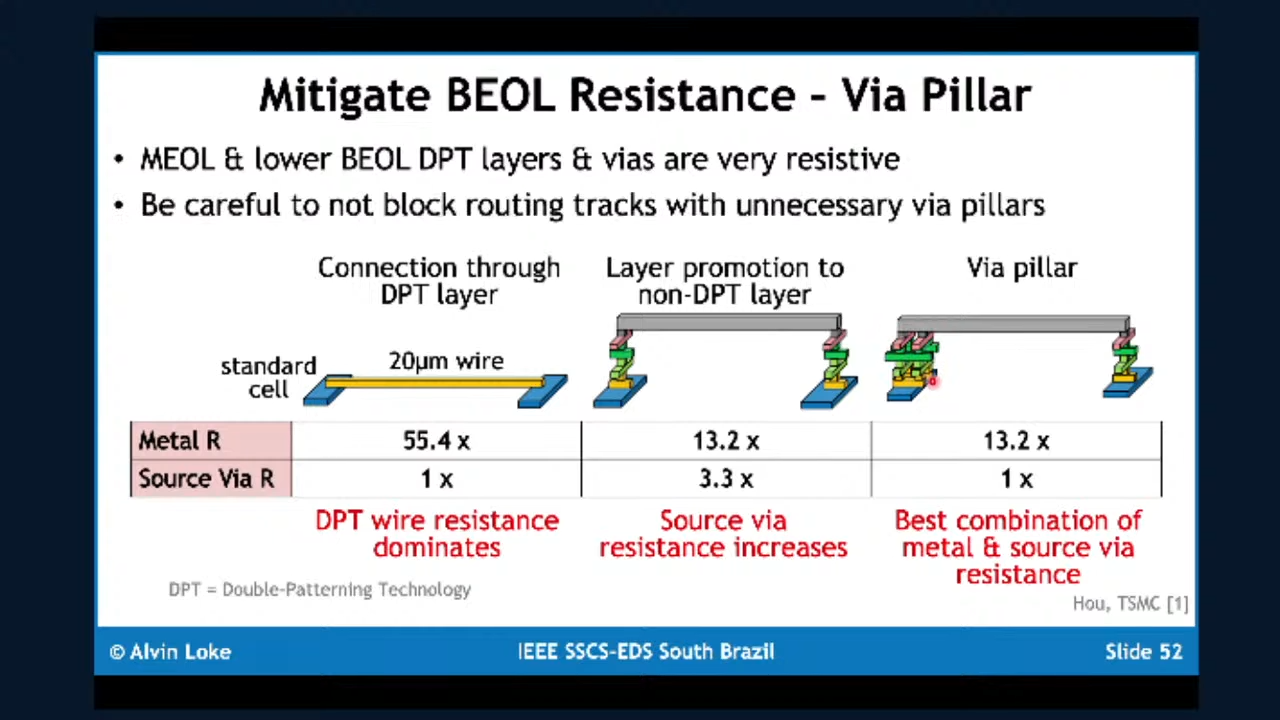 Mitigate BEOL Resistance – Via Pillar
• MEOL & lower BEOL DPT layers & vias are very resistive
• Be careful to not block routing tracks with unnecessary via pillars
Connection through
DPT layer
Layer promotion to
non-DPT layer
Via pillar
standard
cell
20µm wire
Metal R 55.4 x 13.2 x 13.2 x
Source Via R 1 x 3.3 x 1 x
DPT wire resistance
dominates
Source via
resistance increases
Best combination of
metal & source via
resistance
DPT = Double-Patterning Technology
Hou, TSMC [1]
© Alvin Loke IEEE SSCS-EDS South Brazil Slide 52